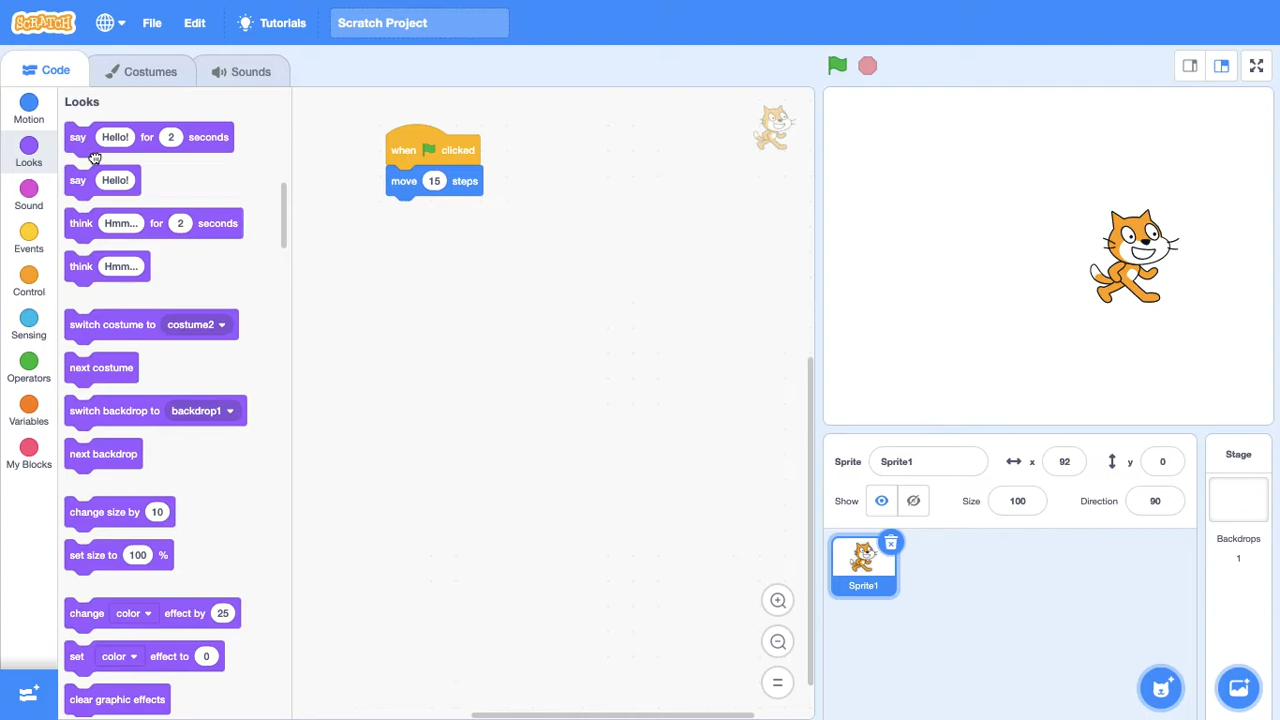 SCRATCH File Edit Tutorials Scratch Project
Code Costumes Sounds
Motion
Looks
Sound
Events
Control
Sensing
Operators
Variables
My Blocks
Looks
say Hello! for 2 seconds
say Hello!
think Hmm... for 2 seconds
think Hmm...
switch costume to costume2
next costume
switch backdrop to backdrop1
next backdrop
change size by 10
set size to 100 %
change color effect by 25
set color effect to 0
clear graphic effects
when clicked
move 15 steps
Sprite Sprite1 x 92 y 0
Show Size 100 Direction 90
Sprite1
Stage
Backdrops
1